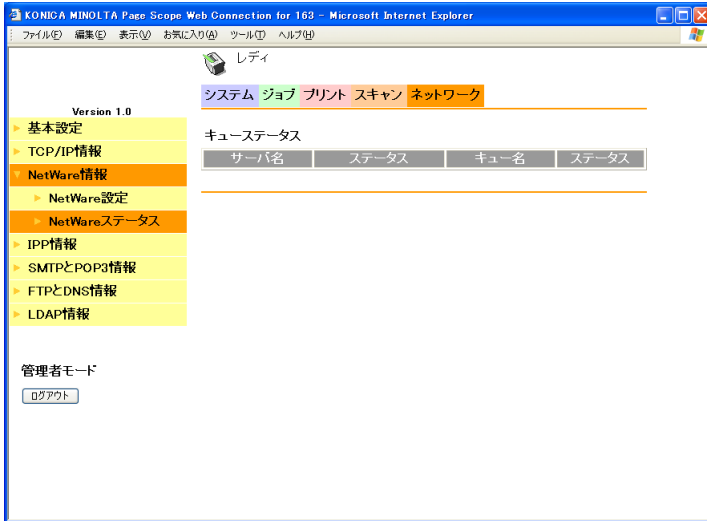 KONICA MINOLTA Page Scope Web Connection for 163 - Microsoft Internet Explorer
ファイル(F) 編集(E) 表示(V) お気に入り(A) ツール(T) ヘルプ(H)
レディ
システム ジョブ プリント スキャン ネットワーク
Version 1.0
基本設定
TCP/IP情報
NetWare情報
NetWare設定
NetWareステータス
IPP情報
SMTPとPOP3情報
FTPとDNS情報
LDAP情報
管理者モード
ログアウト
キューステータス
サーバ名 ステータス キュー名 ステータス